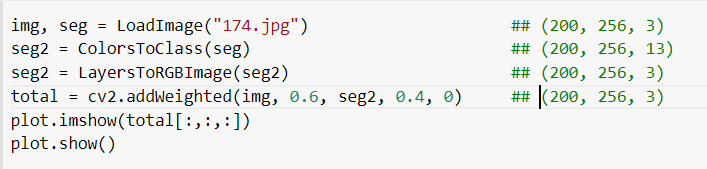 img, seg = LoadImage("174.jpg") ## (200, 256, 3)
seg2 = ColorsToClass(seg) ## (200, 256, 13)
seg2 = LayersToRGBImage(seg2) ## (200, 256, 3)
total = cv2.addWeighted(img, 0.6, seg2, 0.4, 0) ## (200, 256, 3)
plot.imshow(total[:,:,:])
plot.show()